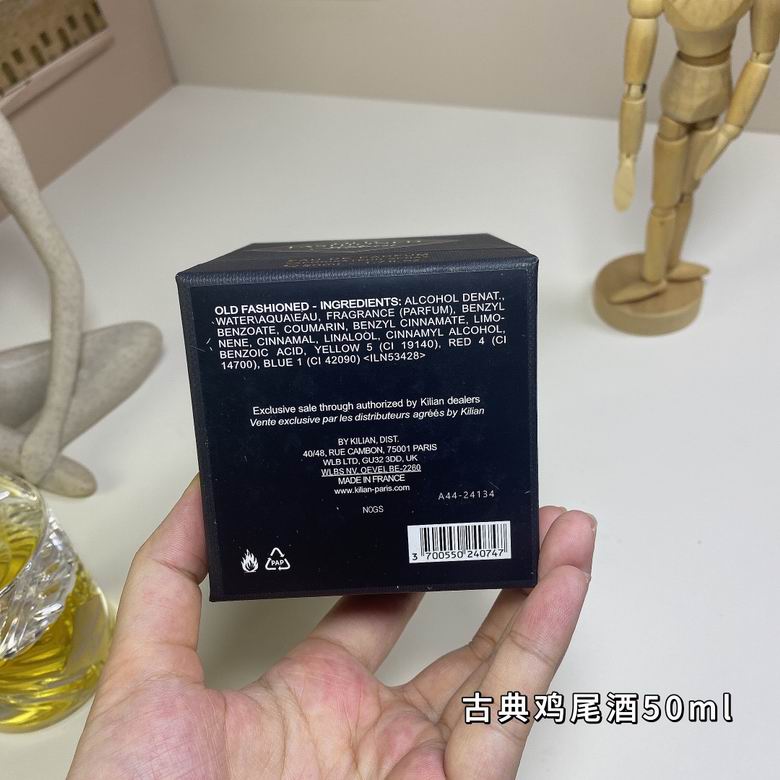 OLD FASHIONED - INGREDIENTS: ALCOHOL DENAT.,
WATER\AQUA\EAU, FRAGRANCE (PARFUM), BENZYL
BENZOATE, COUMARIN, BENZYL CINNAMATE, LIMO-
NENE, CINNAMAL, LINALOOL, CINNAMYL ALCOHOL,
BENZOIC ACID, YELLOW 5 (CI 19140), RED 4 (CI
14700), BLUE 1 (CI 42090) <ILN53428>
Exclusive sale through authorized by Kilian dealers
Vente exclusive par les distributeurs agréés by Kilian
BY KILIAN, DIST.
40/48, RUE CAMBON, 75001 PARIS
WLB LTD, GU32 3DD, UK
WLBS NV, OEVEL BE-2260
MADE IN FRANCE
www.kilian-paris.com
A44-24134
N0GS
3 700550 240747
PAP
古典鸡尾酒50ml